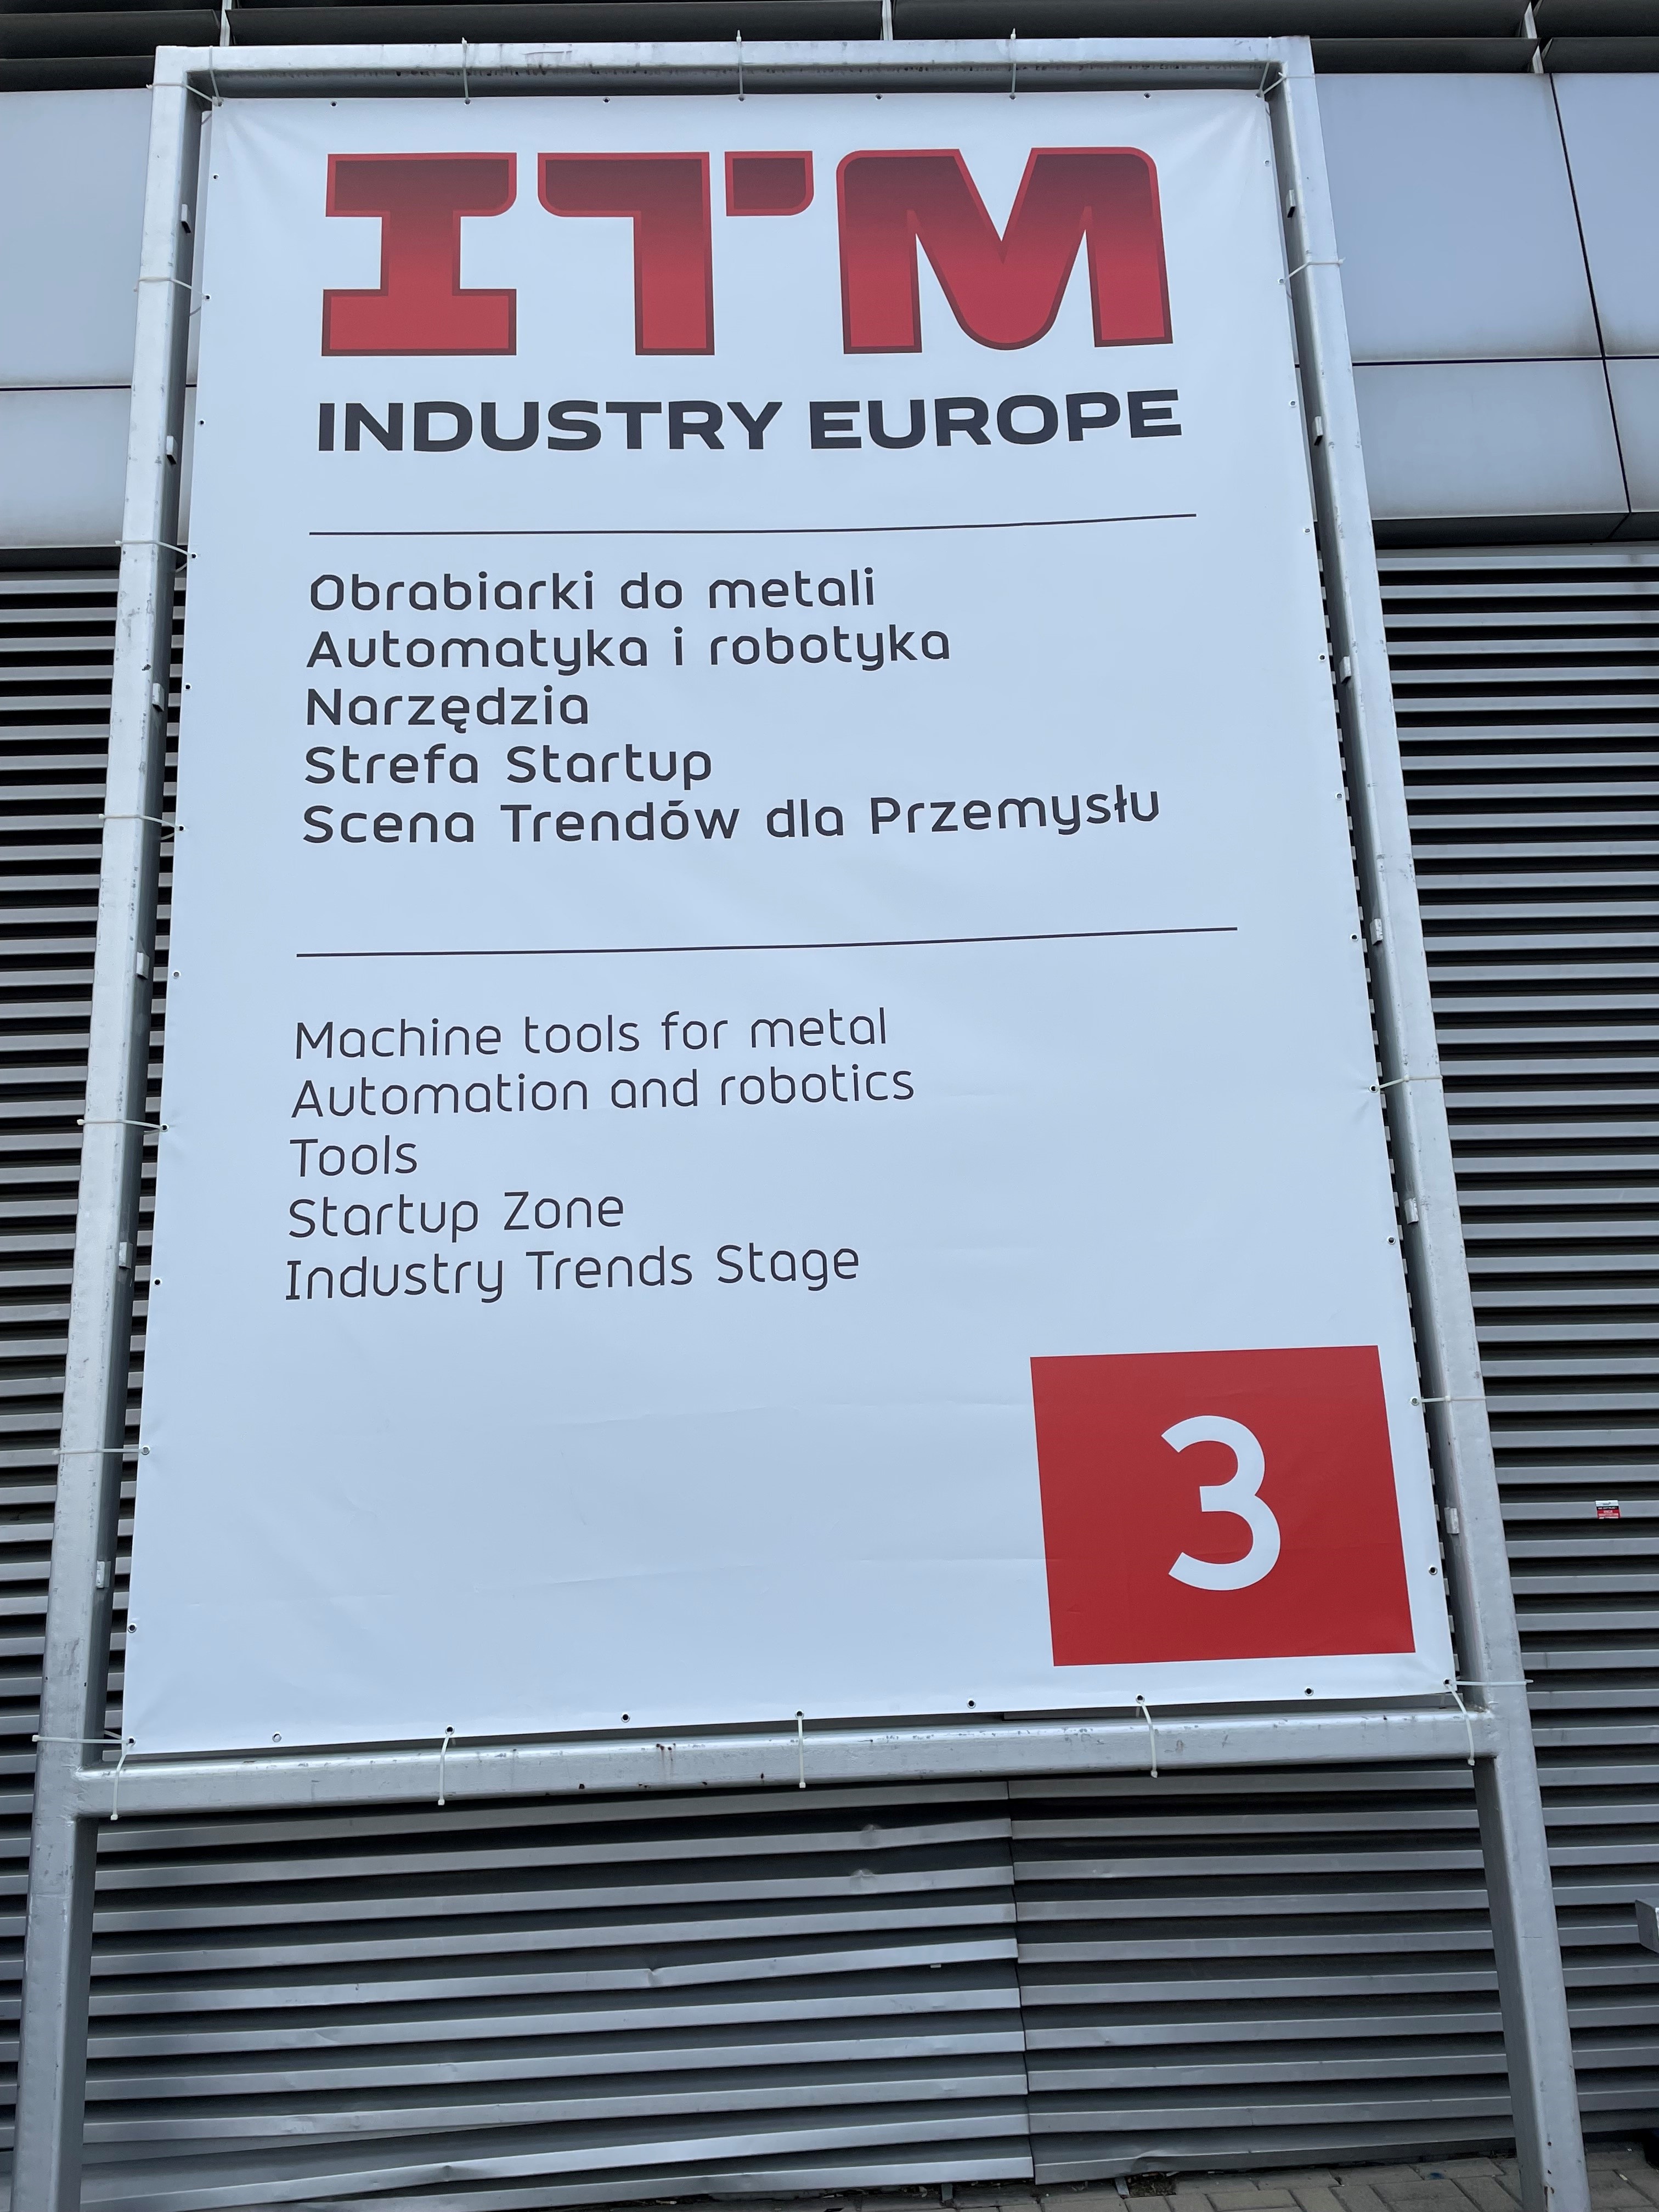 ITM
INDUSTRY EUROPE
Obrabiarki do metali
Automatyka i robotyka
Narzędzia
Strefa Startup
Scena Trendów dla Przemysłu
Machine tools for metal
Automation and robotics
Tools
Startup Zone
Industry Trends Stage
3